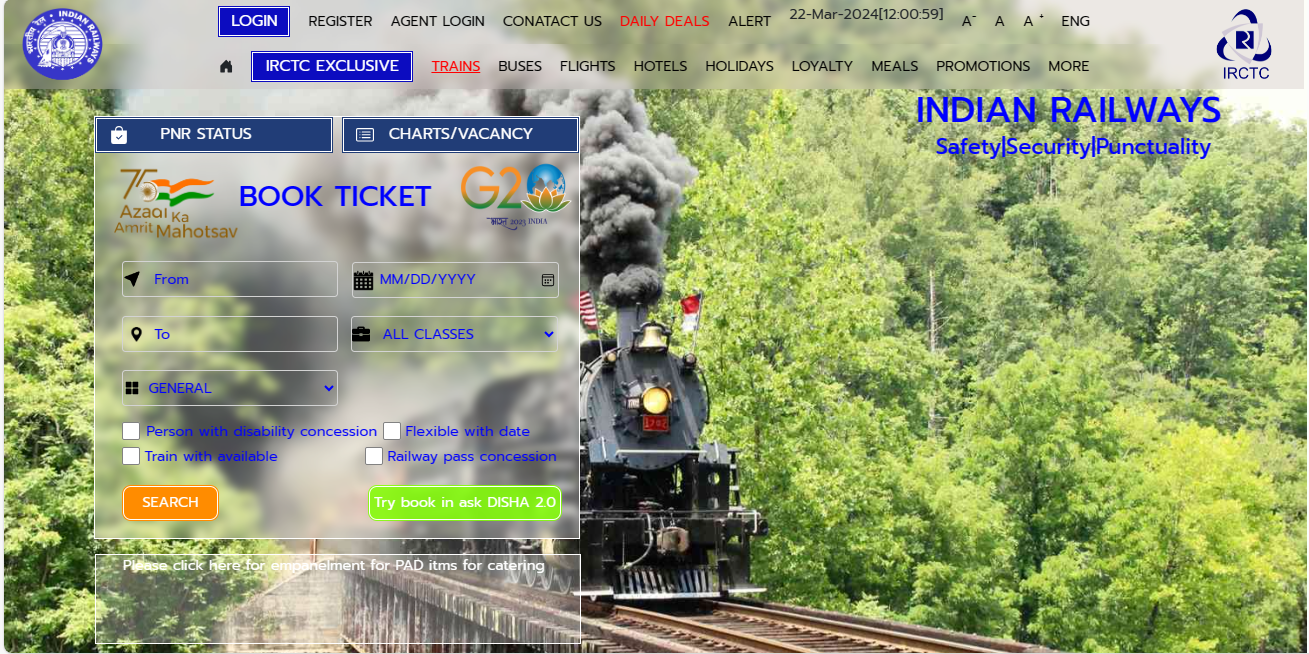 LOGIN REGISTER AGENT LOGIN CONATACT US DAILY DEALS ALERT 22-Mar-2024[12:00:59] A- A A + ENG
IRCTC EXCLUSIVE TRAINS BUSES FLIGHTS HOTELS HOLIDAYS LOYALTY MEALS PROMOTIONS MORE
INDIAN RAILWAYS
IRCTC
INDIAN RAILWAYS
Safety|Security|Punctuality
PNR STATUS CHARTS/VACANCY
75
Azadi Ka
Amrit Mahotsav
BOOK TICKET
G20
भारत 2023 INDIA
From MM/DD/YYYY
To ALL CLASSES
GENERAL
Person with disability concession Flexible with date
Train with available Railway pass concession
SEARCH Try book in ask DISHA 2.0
Please click here for empanelment for PAD itms for catering
1702